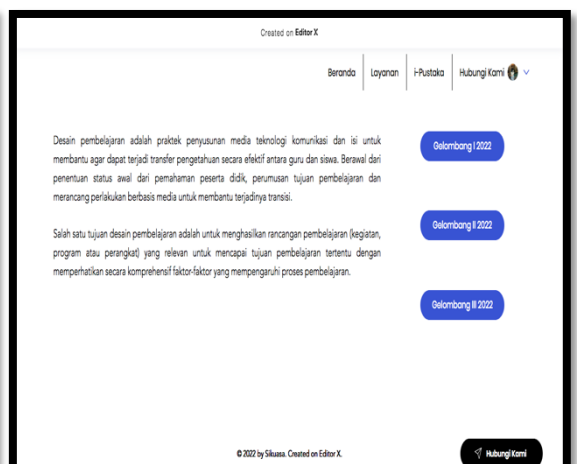 Created on Editor X
Beranda
Layanan
i-Pustaka
Hubungi Kami
Desain pembelajaran adalah praktek penyusunan media teknologi komunikasi dan isi untuk
membantu agar dapat terjadi transfer pengetahuan secara efektif antara guru dan siswa. Berawal dari
penentuan status awal dari pemahaman peserta didik, perumusan tujuan pembelajaran dan
merancang perlakukan berbasis media untuk membantu terjadinya transisi.
Salah satu tujuan desain pembelajaran adalah untuk menghasilkan rancangan pembelajaran (kegiatan,
program atau perangkat) yang relevan untuk mencapai tujuan pembelajaran tertentu dengan
memperhatikan secara komprehensif faktor-faktor yang mempengaruhi proses pembelajaran.
Gelombang I 2022
Gelombang II 2022
Gelombang III 2022
© 2022 by Sikuasa. Created on Editor X.
Hubungi Kami